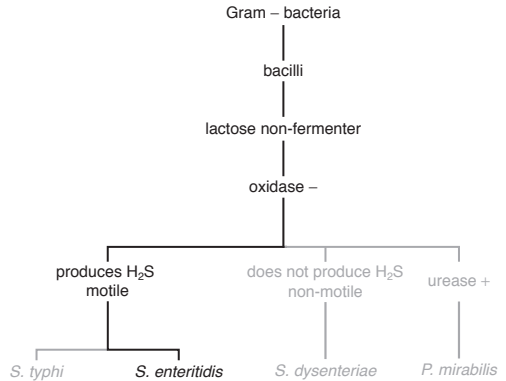 Gram – bacteria
bacilli
lactose non-fermenter
oxidase –
produces H₂S
motile
does not produce H₂S
non-motile
urease +
S. typhi
S. enteritidis
S. dysenteriae
P. mirabilis